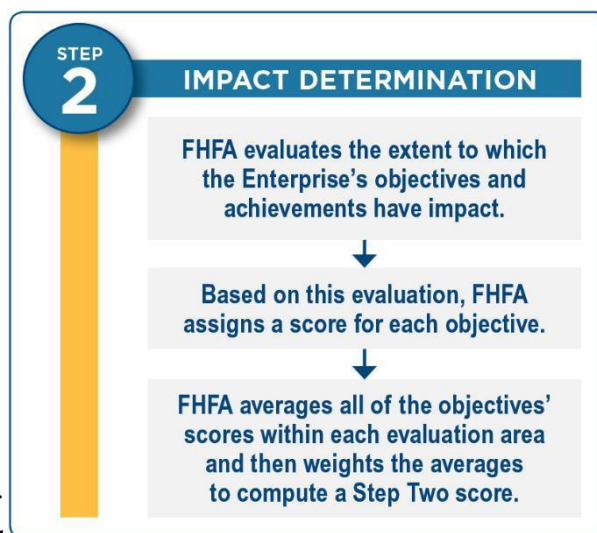 STEP
2
IMPACT DETERMINATION
FHFA evaluates the extent to which
the Enterprise’s objectives and
achievements have impact.
Based on this evaluation, FHFA
assigns a score for each objective.
FHFA averages all of the objectives’
scores within each evaluation area
and then weights the averages
to compute a Step Two score.